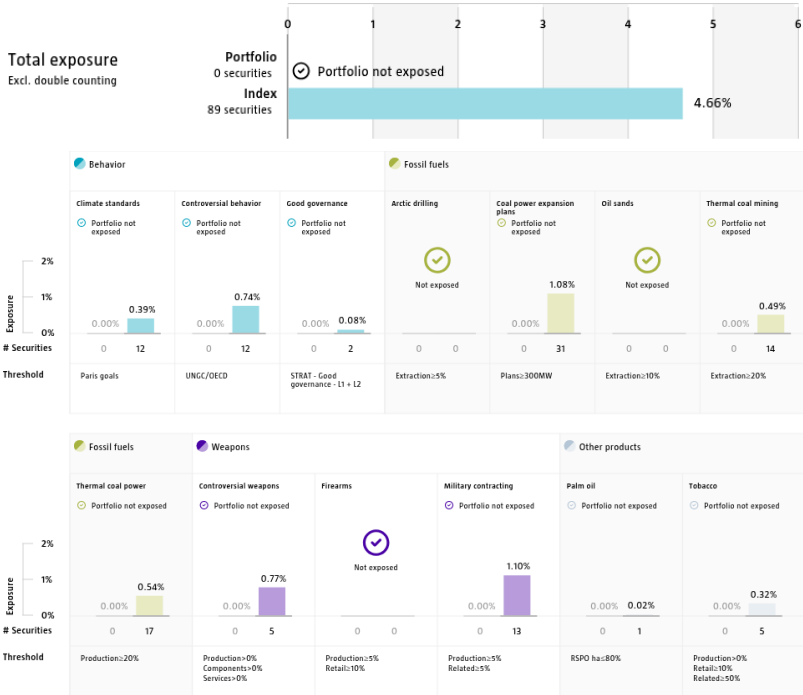 0 1 2 3 4 5 6
Total exposure
Excl. double counting
Portfolio
0 securities
Portfolio not exposed
Index
89 securities
4.66%
Behavior
Fossil fuels
Climate standards
Portfolio not
exposed
Controversial behavior
Portfolio not
exposed
Good governance
Portfolio not
exposed
Arctic drilling
Not exposed
Coal power expansion
plans
Portfolio not
exposed
Oil sands
Not exposed
Thermal coal mining
Portfolio not
exposed
Exposure
2%
1%
0%
0.00% 0.39%
0.00% 0.74%
0.00% 0.08%
0.00% 1.08%
0.00% 0.49%
# Securities 0 12 0 12 0 2 0 0 0 31 0 0 0 14
Threshold
Paris goals
UNGC/OECD
STRAT - Good
governance - L1 + L2
Extraction≥5%
Plans≥300MW
Extraction≥10%
Extraction≥20%
Fossil fuels
Weapons
Other products
Thermal coal power
Portfolio not exposed
Controversial weapons
Portfolio not exposed
Firearms
Not exposed
Military contracting
Portfolio not exposed
Palm oil
Portfolio not exposed
Tobacco
Portfolio not exposed
Exposure
2%
1%
0%
0.00% 0.54%
0.00% 0.77%
0.00% 1.10%
0.00% 0.02%
0.00% 0.32%
# Securities 0 17 0 5 0 0 0 13 0 1 0 5
Threshold
Production≥20%
Production>0%
Components>0%
Services>0%
Production≥5%
Retail≥10%
Production≥5%
Related≥5%
RSPO ha≤80%
Production>0%
Retail≥10%
Related≥50%